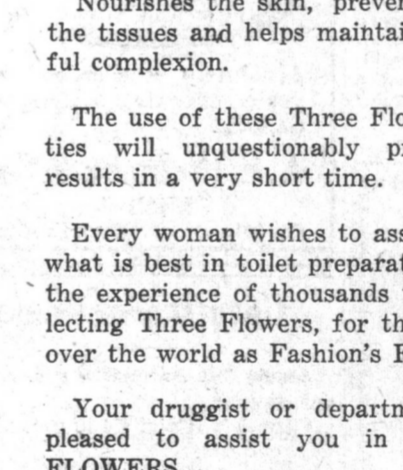 Nourishes the skin, preven
the tissues and helps maintai
ful complexion.
The use of these Three Flo
ties will unquestionably p
results in a very short time.
Every woman wishes to ass
what is best in toilet preparat
the experience of thousands
lecting Three Flowers, for th
over the world as Fashion's F
Your druggist or departm
pleased to assist you in
FLOWERS